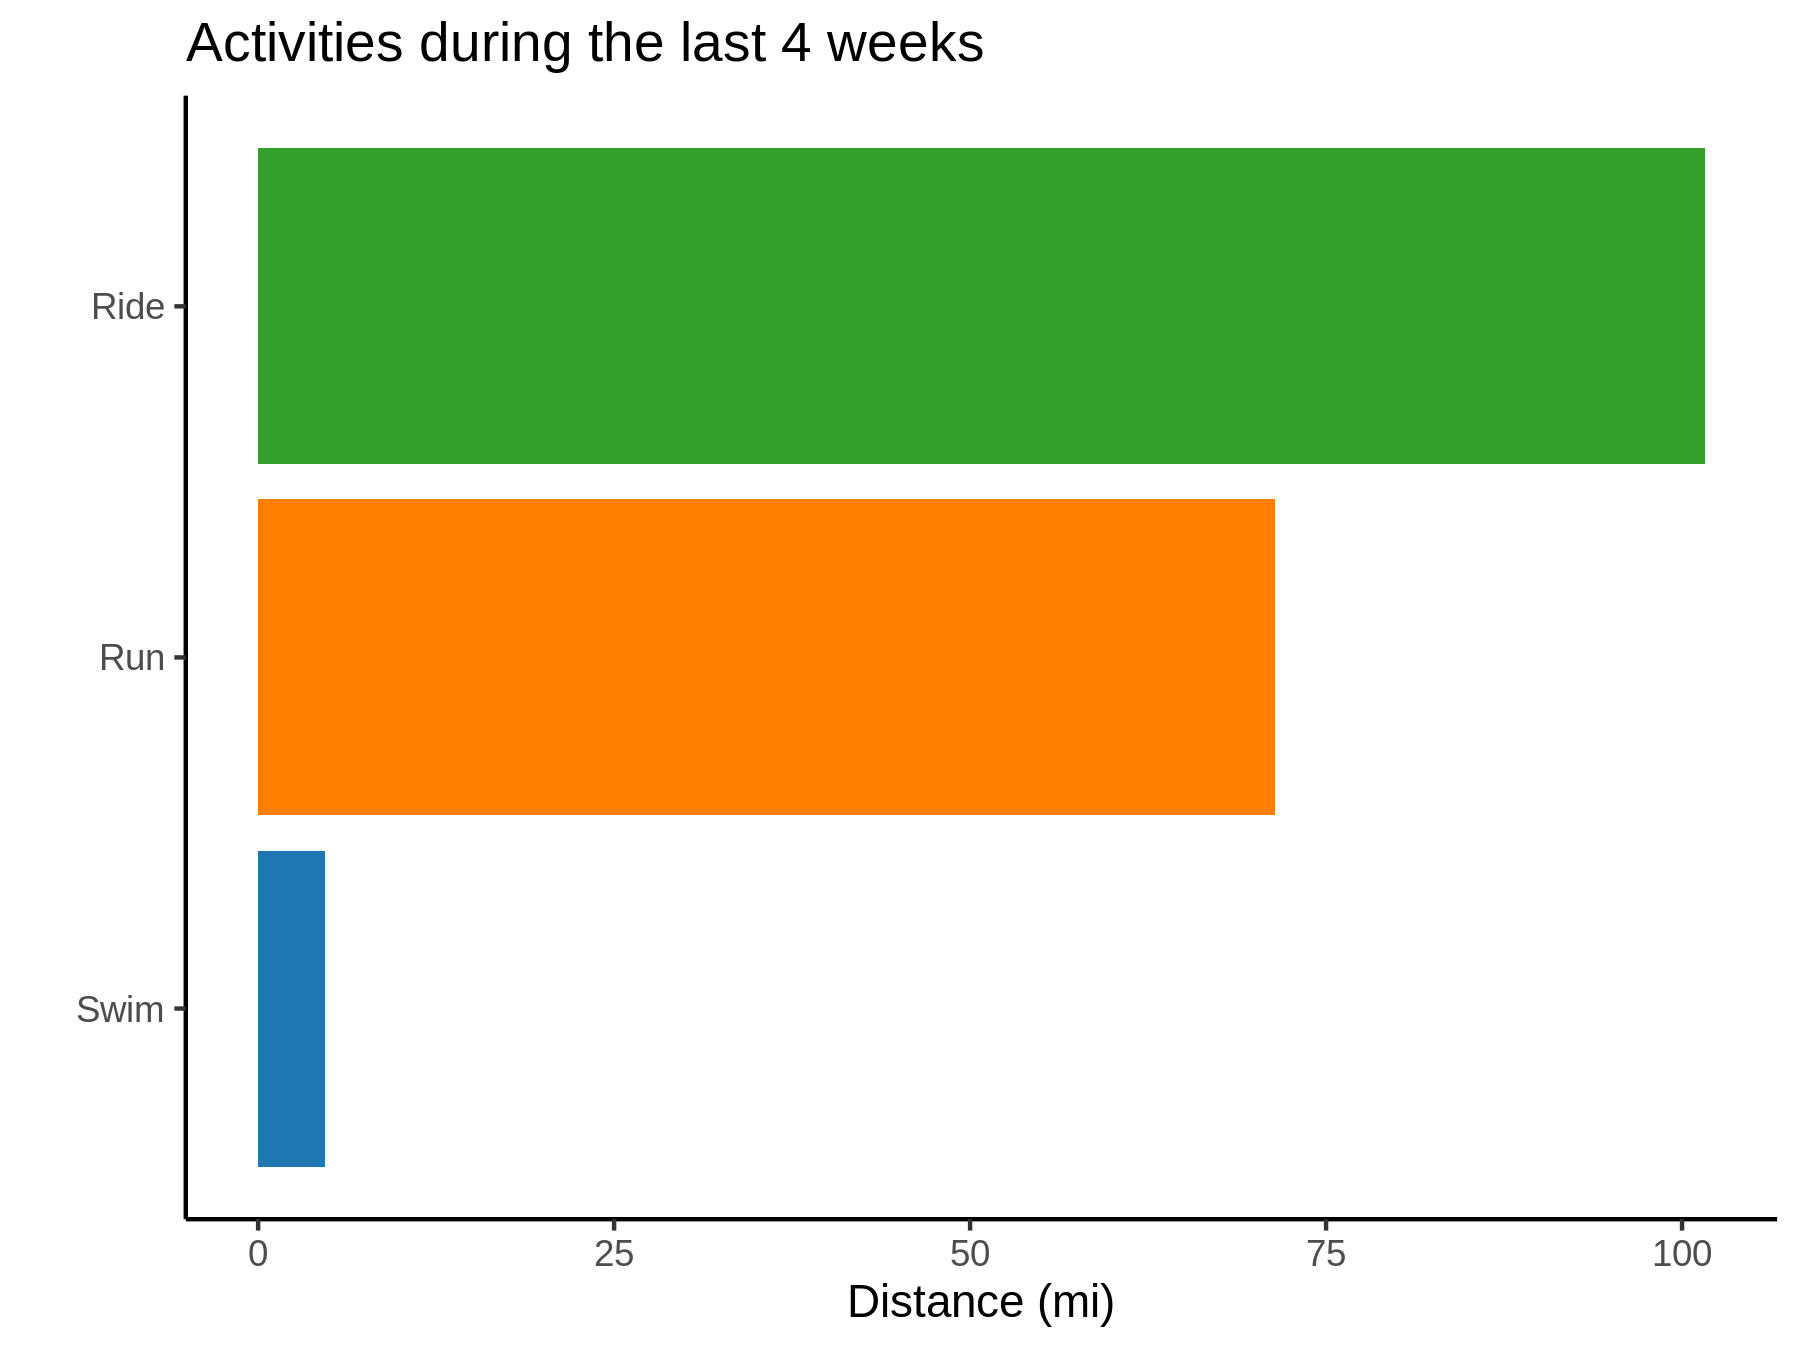 Activities during the last 4 weeks
Ride
Run
Swim
0 25 50 75 100
Distance (mi)